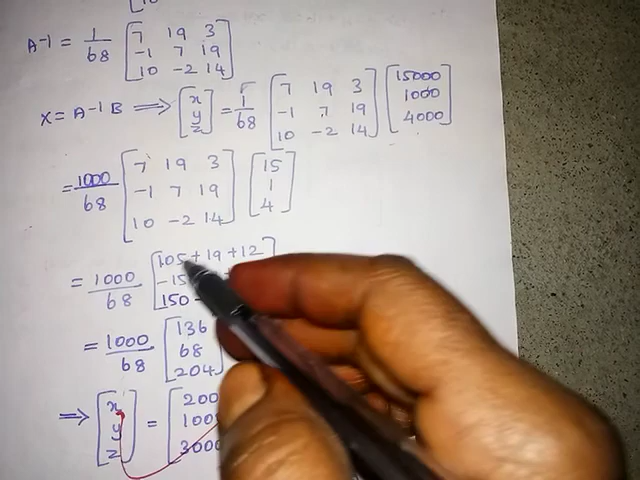 A-1 = 1/68 [7 19 3
-1 7 19
10 -2 14]
X = A-1 B ⟹ [x y z] = 1/68 [7 19 3
-1 7 19
10 -2 14] [15000
1000
4000]
= 1000/68 [7 19 3
-1 7 19
10 -2 14] [15
1
4]
= 1000/68 [105 + 19 + 12
-15
150 -
= 1000/68 [136
68
204
⟹ [x y z] = [200
100
3000